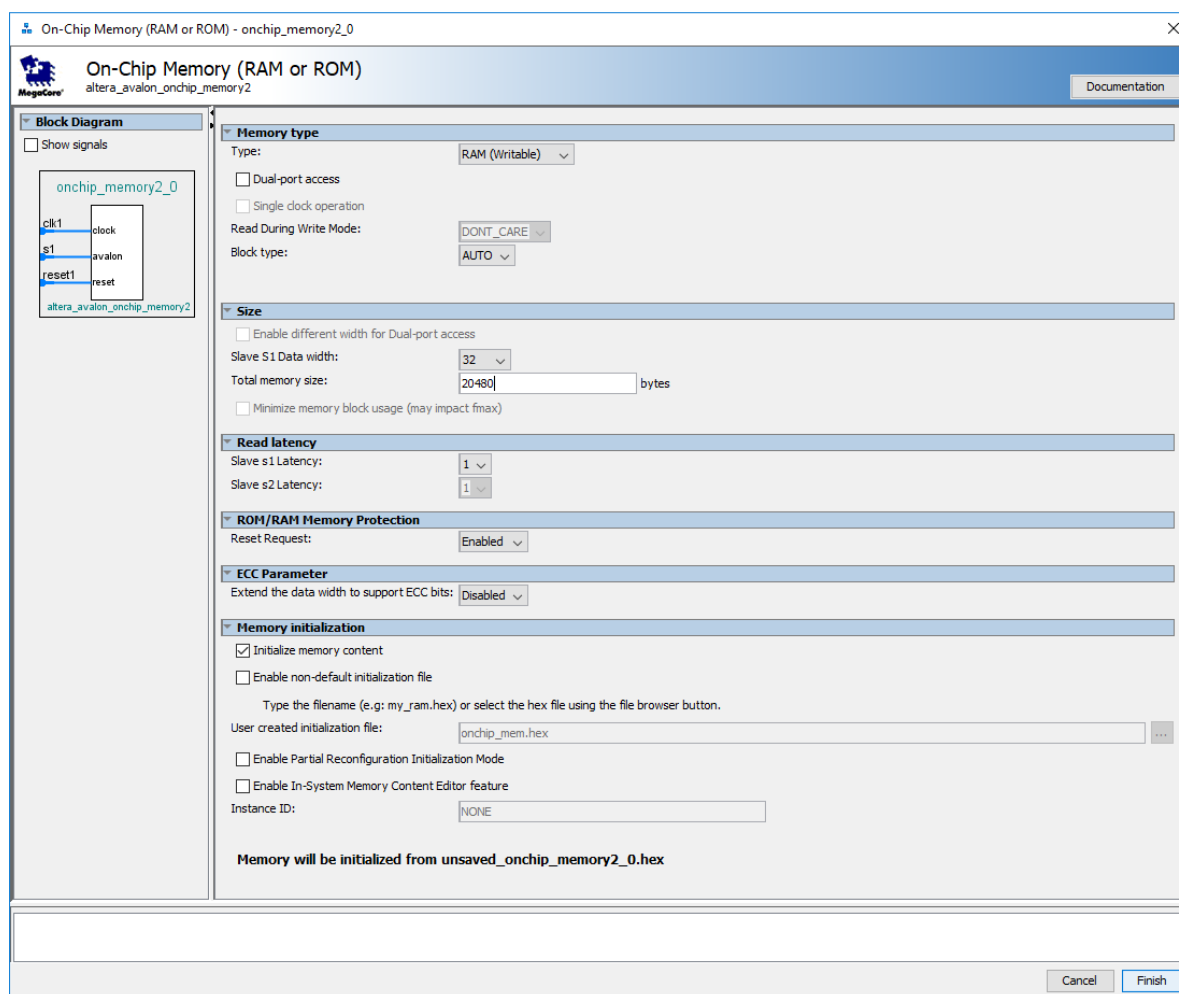 On-Chip Memory (RAM or ROM) - onchip_memory2_0
MegaCore'
On-Chip Memory (RAM or ROM)
altera_avalon_onchip_memory2
Documentation
Block Diagram
Show signals
onchip_memory2_0
clk1
clock
s1
avalon
reset1
reset
altera_avalon_onchip_memory2
Memory type
Type: RAM (Writable)
Dual-port access
Single clock operation
Read During Write Mode: DONT_CARE
Block type: AUTO
Size
Enable different width for Dual-port access
Slave S1 Data width: 32
Total memory size: 20480 bytes
Minimize memory block usage (may impact fmax)
Read latency
Slave s1 Latency: 1
Slave s2 Latency: 1
ROM/RAM Memory Protection
Reset Request: Enabled
ECC Parameter
Extend the data width to support ECC bits: Disabled
Memory initialization
Initialize memory content
Enable non-default initialization file
Type the filename (e.g: my_ram.hex) or select the hex file using the file browser button.
User created initialization file: onchip_mem.hex ...
Enable Partial Reconfiguration Initialization Mode
Enable In-System Memory Content Editor feature
Instance ID: NONE
Memory will be initialized from unsaved_onchip_memory2_0.hex
Cancel Finish